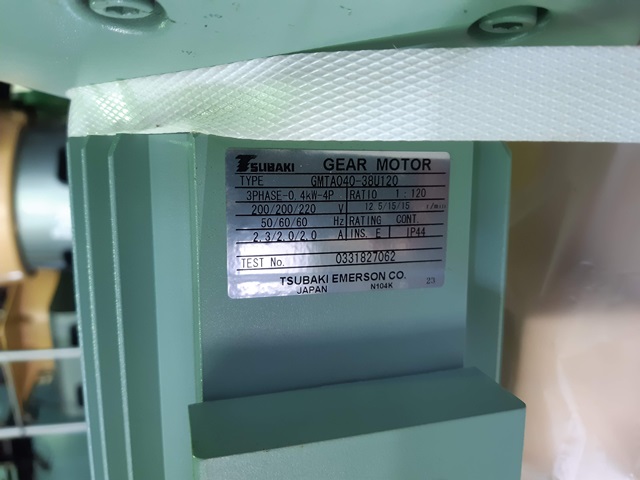 TSUBAKI GEAR MOTOR
TYPE GMTA040-38U120
3PHASE-0.4kW-4P RATIO 1:120
200/200/220 V 12.5/15/15 r/min
50/60/60 Hz RATING CONT.
2.3/2.0/2.0 A INS. E IP44
TEST No. 0331827062
TSUBAKI EMERSON CO.
JAPAN N104K 23